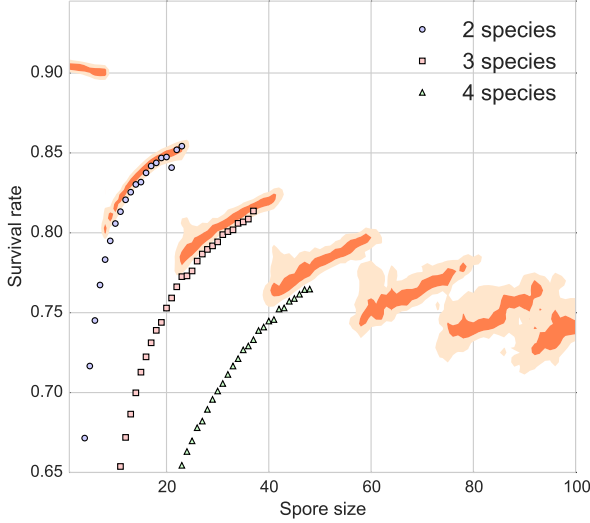 2 species
3 species
4 species
0.90
0.85
0.80
0.75
0.70
0.65
Survival rate
20
40
60
80
100
Spore size